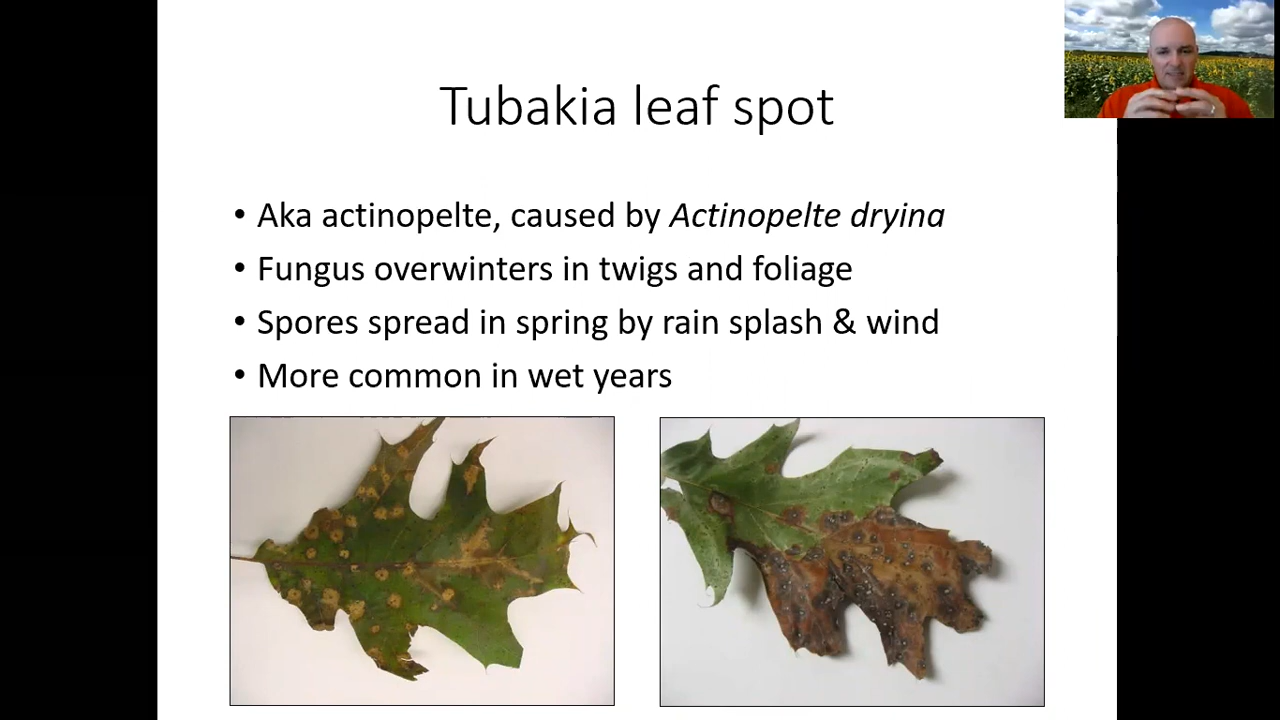 Tubakia leaf spot
• Aka actinopelte, caused by Actinopelte dryina
• Fungus overwinters in twigs and foliage
• Spores spread in spring by rain splash & wind
• More common in wet years